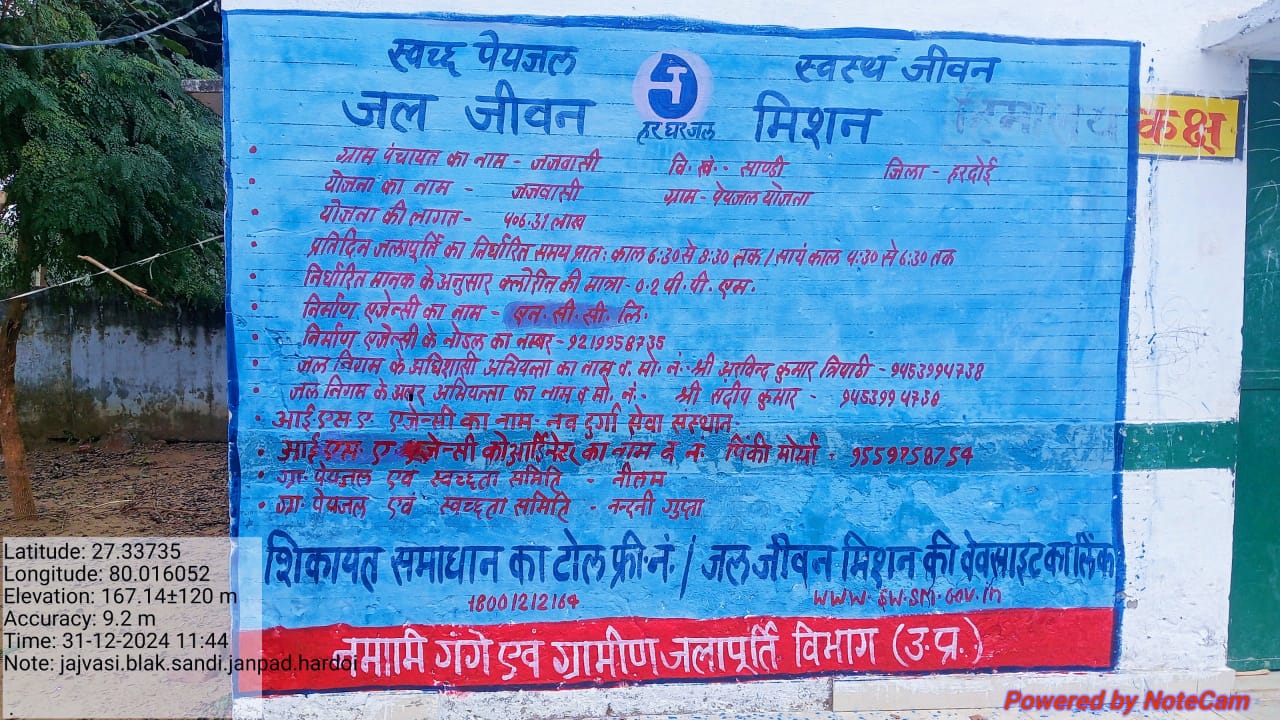 स्वच्छ पेयजल स्वस्थ जीवन
जल जीवन मिशन
हर घर जल
कक्ष
ग्राम पंचायत का नाम - जजवासी वि. खे.- साण्डी जिला - हरदोई
योजना का नाम - जजवासी ग्राम - पेयजल योजना
योजना की लागत- ५०६.31 लाख
प्रतिदिन जलापूर्ति का निर्धारित समय प्रात: काल 6:30 से 8:30 तक / सायं काल ५:30 से 6:30 तक
निर्धारित मानक के अनुसार क्लोरिन की मात्रा - 0.2 पी. पी. एम.
निर्माण एजेन्सी का नाम - एन. सी. सी. लि.
निर्माण एजेन्सी के नोडल का नम्बर - 9219958735
जल निगम के अधिशासी अभियन्ता का नाम व. मो. नं.- श्री अरविन्द कुमार त्रिपाठी - 9453994738
जल निगम के अवर अभियन्ता का नाम व मो. नं.- श्री संदीप कुमार -
आई एस ए एजेन्सी का नाम- नव दुर्गा सेवा संस्थान
आई एस ए एजेन्सी कोआर्डिनेटर का नाम व नं. पिंकी मोर्या - 9559758754
ग्रा. पेयजल एवं स्वच्छता समिति - नीलम
ग्रा. पेयजल एवं स्वच्छता समिति - नन्दनी गुप्ता
शिकायत समाधान का टोल फ्री.नं. / जल जीवन मिशन की वेवसाइट का लिंक
18001212164 www.sw.sm.gov.in
नमामि गंगे एवं ग्रामीण जलापूर्ति विभाग (उ.प्र.)
Latitude: 27.33735
Longitude: 80.016052
Elevation: 167.14±120 m
Accuracy: 9.2 m
Time: 31-12-2024 11:44
Note: jajvasi.blak.sandi.janpad.hardoi
Powered by NoteCam